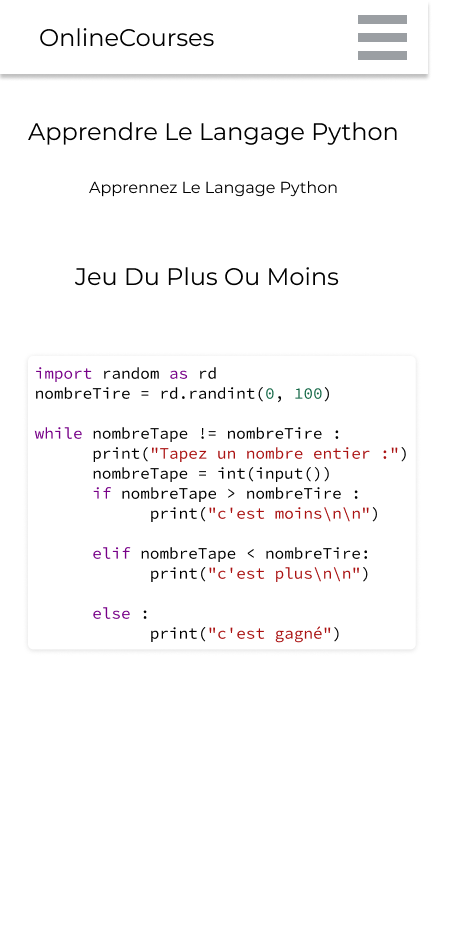 OnlineCourses
Apprendre Le Langage Python
Apprennez Le Langage Python
Jeu Du Plus Ou Moins
import random as rd
nombreTire = rd.randint(0, 100)
while nombreTape != nombreTire :
print("Tapez un nombre entier :")
nombreTape = int(input())
if nombreTape > nombreTire :
print("c'est moins\n\n")
elif nombreTape < nombreTire:
print("c'est plus\n\n")
else :
print("c'est gagné")